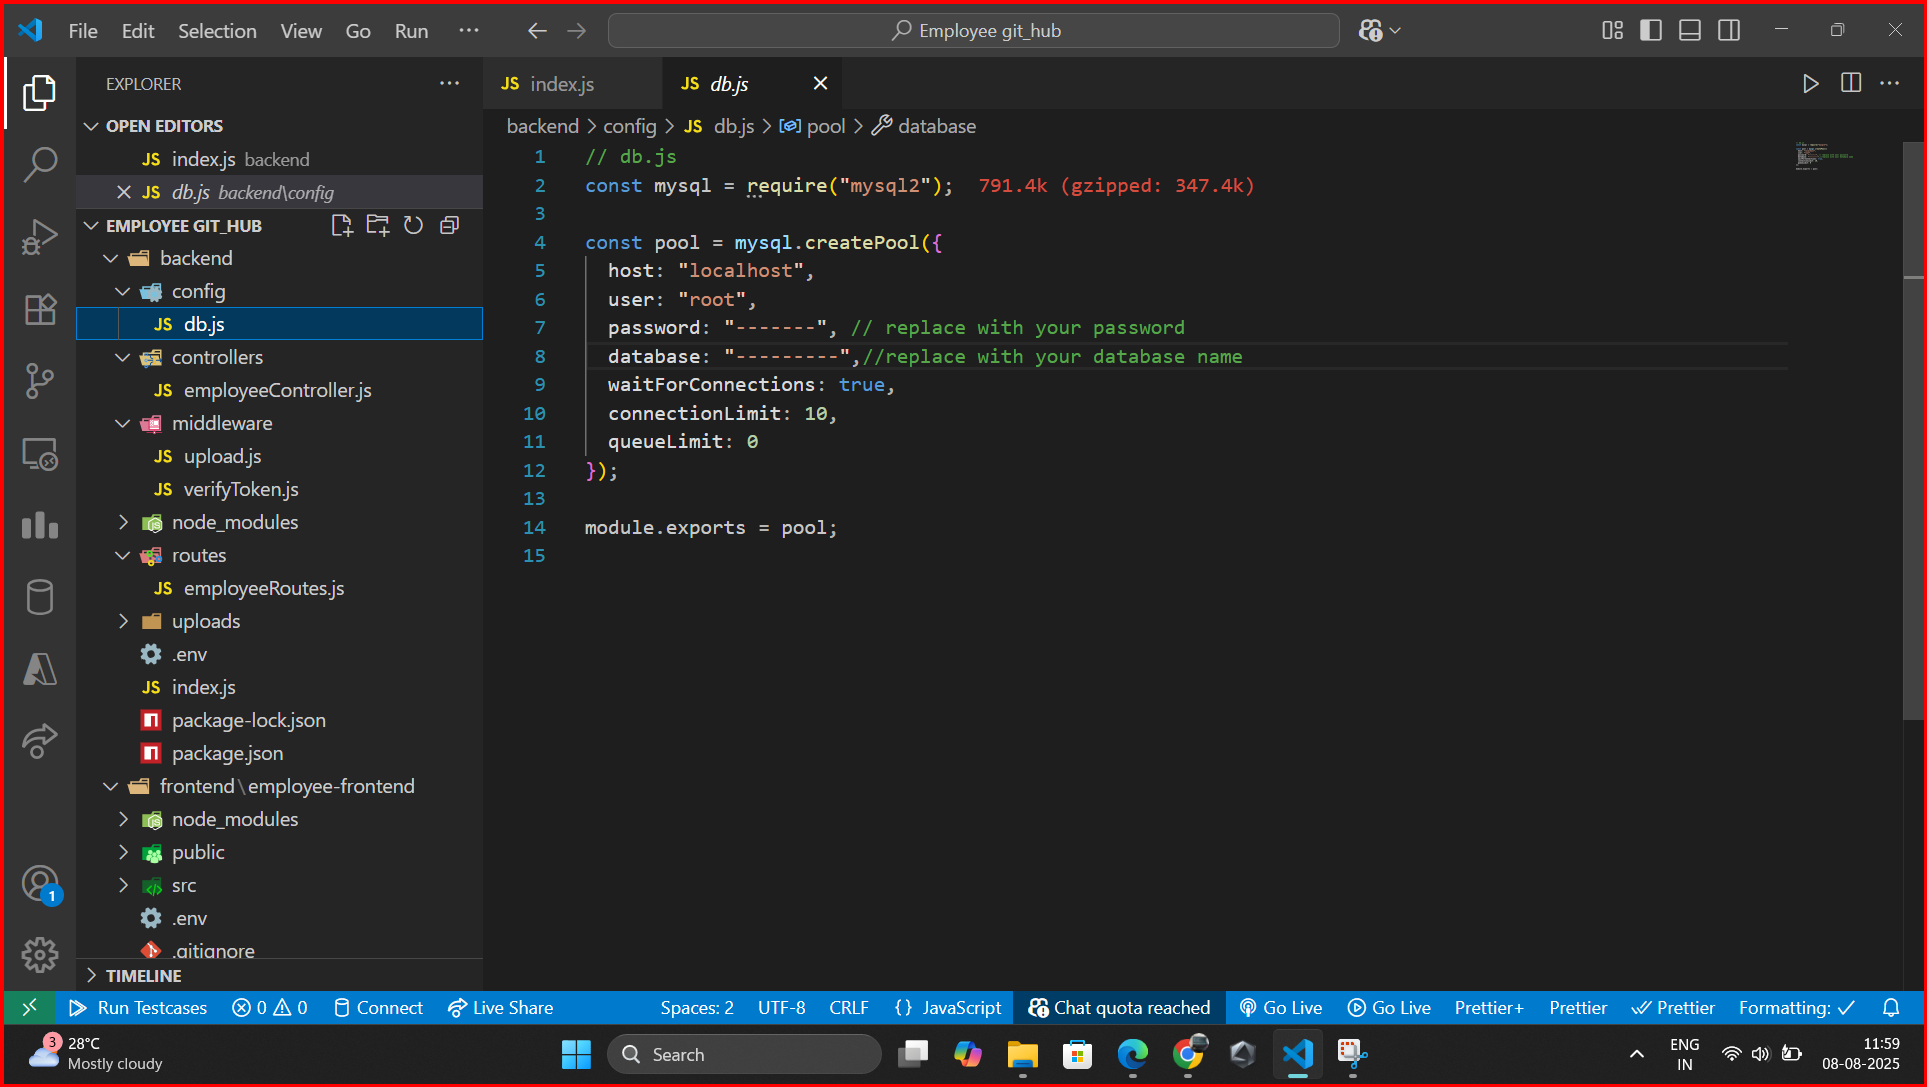 File Edit Selection View Go Run ··· Employee git_hub
EXPLORER ···
OPEN EDITORS
JS index.js backend
JS db.js backend\config
EMPLOYEE GIT_HUB
backend
config
JS db.js
controllers
JS employeeController.js
middleware
JS upload.js
JS verifyToken.js
node_modules
routes
JS employeeRoutes.js
uploads
.env
JS index.js
package-lock.json
package.json
frontend\employee-frontend
node_modules
public
src
.env
.gitignore
TIMELINE
JS index.js JS db.js
backend > config > JS db.js > pool > database
1 // db.js
2 const mysql = require("mysql2"); 791.4k (gzipped: 347.4k)
3
4 const pool = mysql.createPool({
5 host: "localhost",
6 user: "root",
7 password: "-------", // replace with your password
8 database: "---------",//replace with your database name
9 waitForConnections: true,
10 connectionLimit: 10,
11 queueLimit: 0
12 });
13
14 module.exports = pool;
15
1
Run Testcases 0 0 Connect Live Share Spaces: 2 UTF-8 CRLF {} JavaScript Chat quota reached Go Live Go Live Prettier+ Prettier Prettier Formatting:
3 28°C
Mostly cloudy
Search
ENG
IN
11:59
08-08-2025